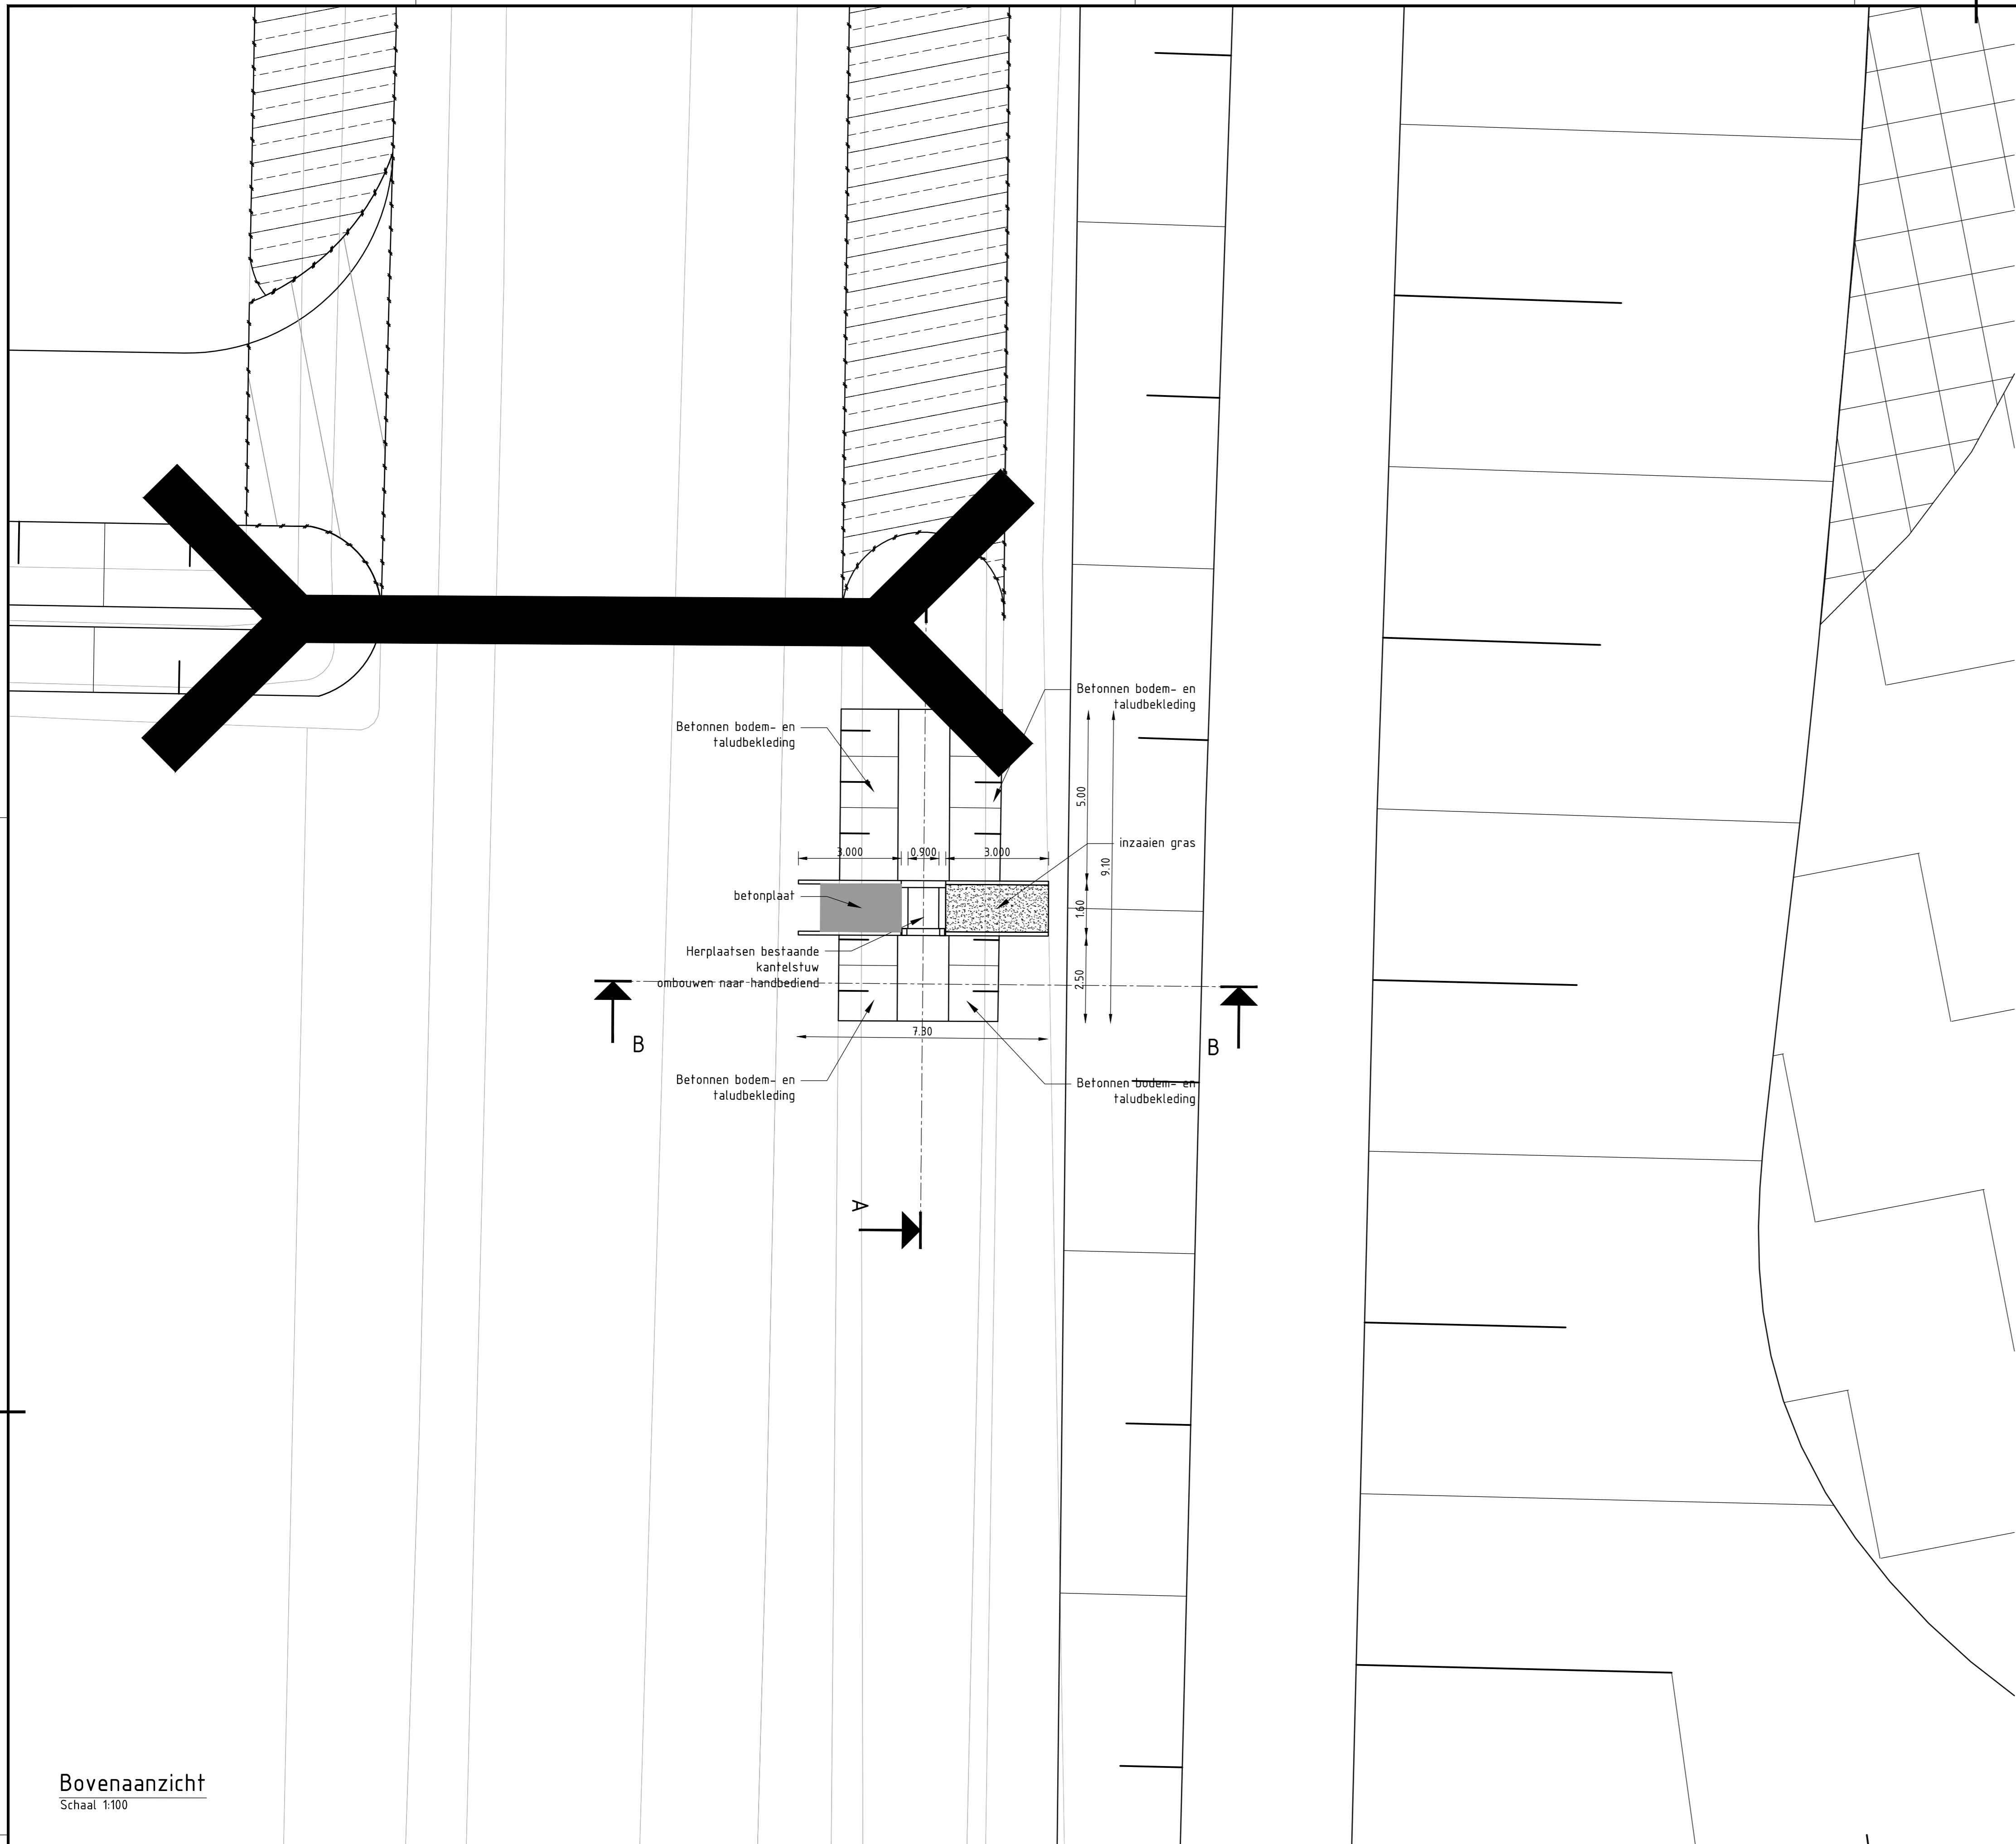 Betonnen bodem- en
taludbekleding
Betonnen bodem- en
taludbekleding
5.00
inzaaien gras
3.000
0.900
3.000
9.10
betonplaat
1.60
Herplaatsen bestaande
kantelstuw
ombouwen naar handbediend
2.50
7.30
B
B
Betonnen bodem- en
taludbekleding
Betonnen bodem- en
taludbekleding
A
Bovenaanzicht
Schaal 1:100